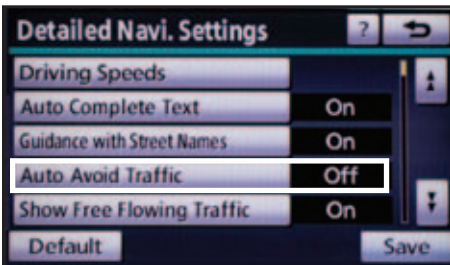 Detailed Navi. Settings ?
Driving Speeds
Auto Complete Text On
Guidance with Street Names On
Auto Avoid Traffic Off
Show Free Flowing Traffic On
Default Save